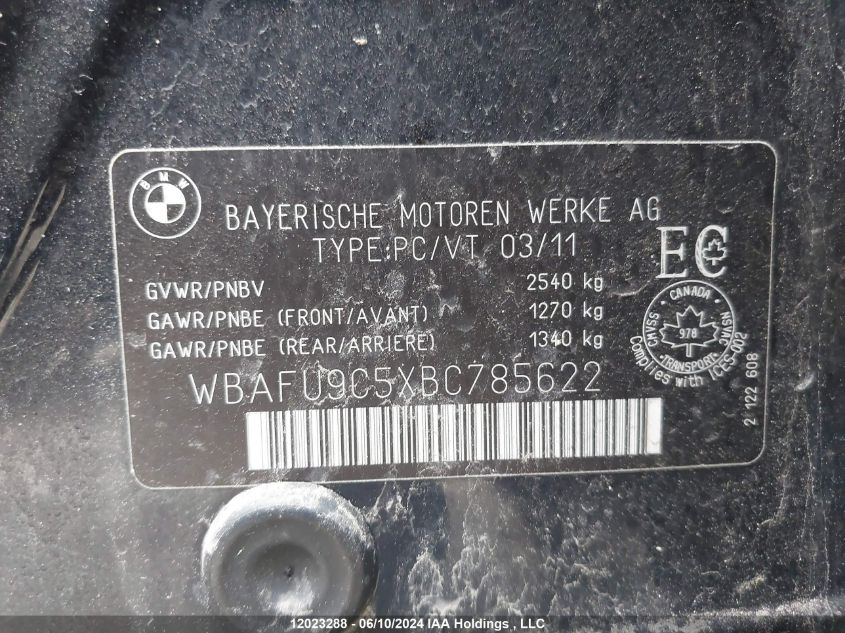 BMW
BAYERISCHE MOTOREN WERKE AG
TYPE:PC/VT 03/11
EC
GVWR/PNBV 2540 kg
GAWR/PNBE (FRONT/AVANT) 1270 kg
GAWR/PNBE (REAR/ARRIERE) 1340 kg
CANADA
CMVSS NSVAC
978
TRANSPORT
Complies with ICES-002
2 122 608
WBAFU9C5XBC785622
12023288 - 06/10/2024 IAA Holdings, LLC